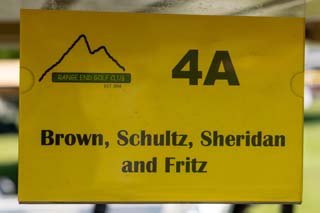 RANGE END GOLF CLUB
4A
Brown, Schultz, Sheridan
and Fritz